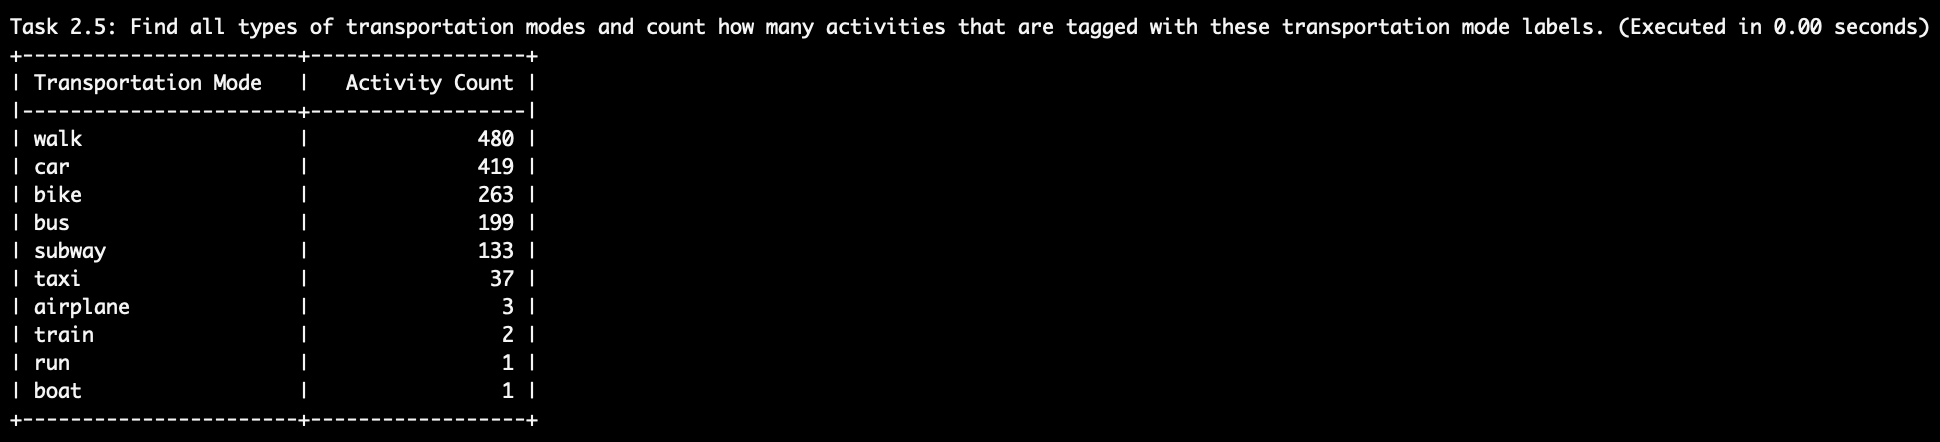 Task 2.5: Find all types of transportation modes and count how many activities that are tagged with these transportation mode labels. (Executed in 0.00 seconds)
+-----------------------+------------------+
| Transportation Mode   |   Activity Count |
|-----------------------+------------------|
| walk                  |              480 |
| car                   |              419 |
| bike                  |              263 |
| bus                   |              199 |
| subway                |              133 |
| taxi                  |               37 |
| airplane              |                3 |
| train                 |                2 |
| run                   |                1 |
| boat                  |                1 |
+-----------------------+------------------+